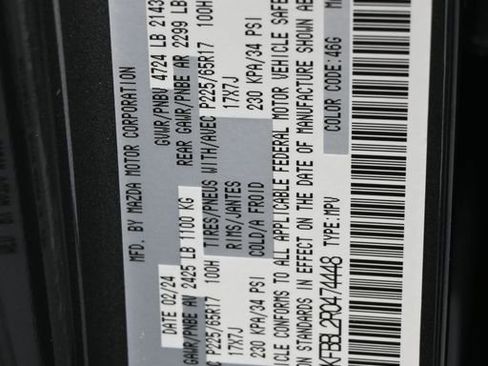 MFD. BY MAZDA MOTOR CORPORATION
DATE 02/24 GVWR/PNBV 4724 LB 2143
GAWR/PNBE AV 2425 LB 1100 KG REAR GAWR/PNBE AR 2299 LB
P225/65R17 100H TIRES/PNEUS WITH/AVEC P225/65R17 100H
17X7J RIMS/JANTES 17X7J
230 KPA/34 PSI COLD/A FROID 230 KPA/34 PSI
CONFORMS TO ALL APPLICABLE FEDERAL MOTOR VEHICLE SAFE
STANDARDS IN EFFECT ON THE DATE OF MANUFACTURE SHOWN AB
KFBBL2R0474448 TYPE:MPV COLOR CODE:46G